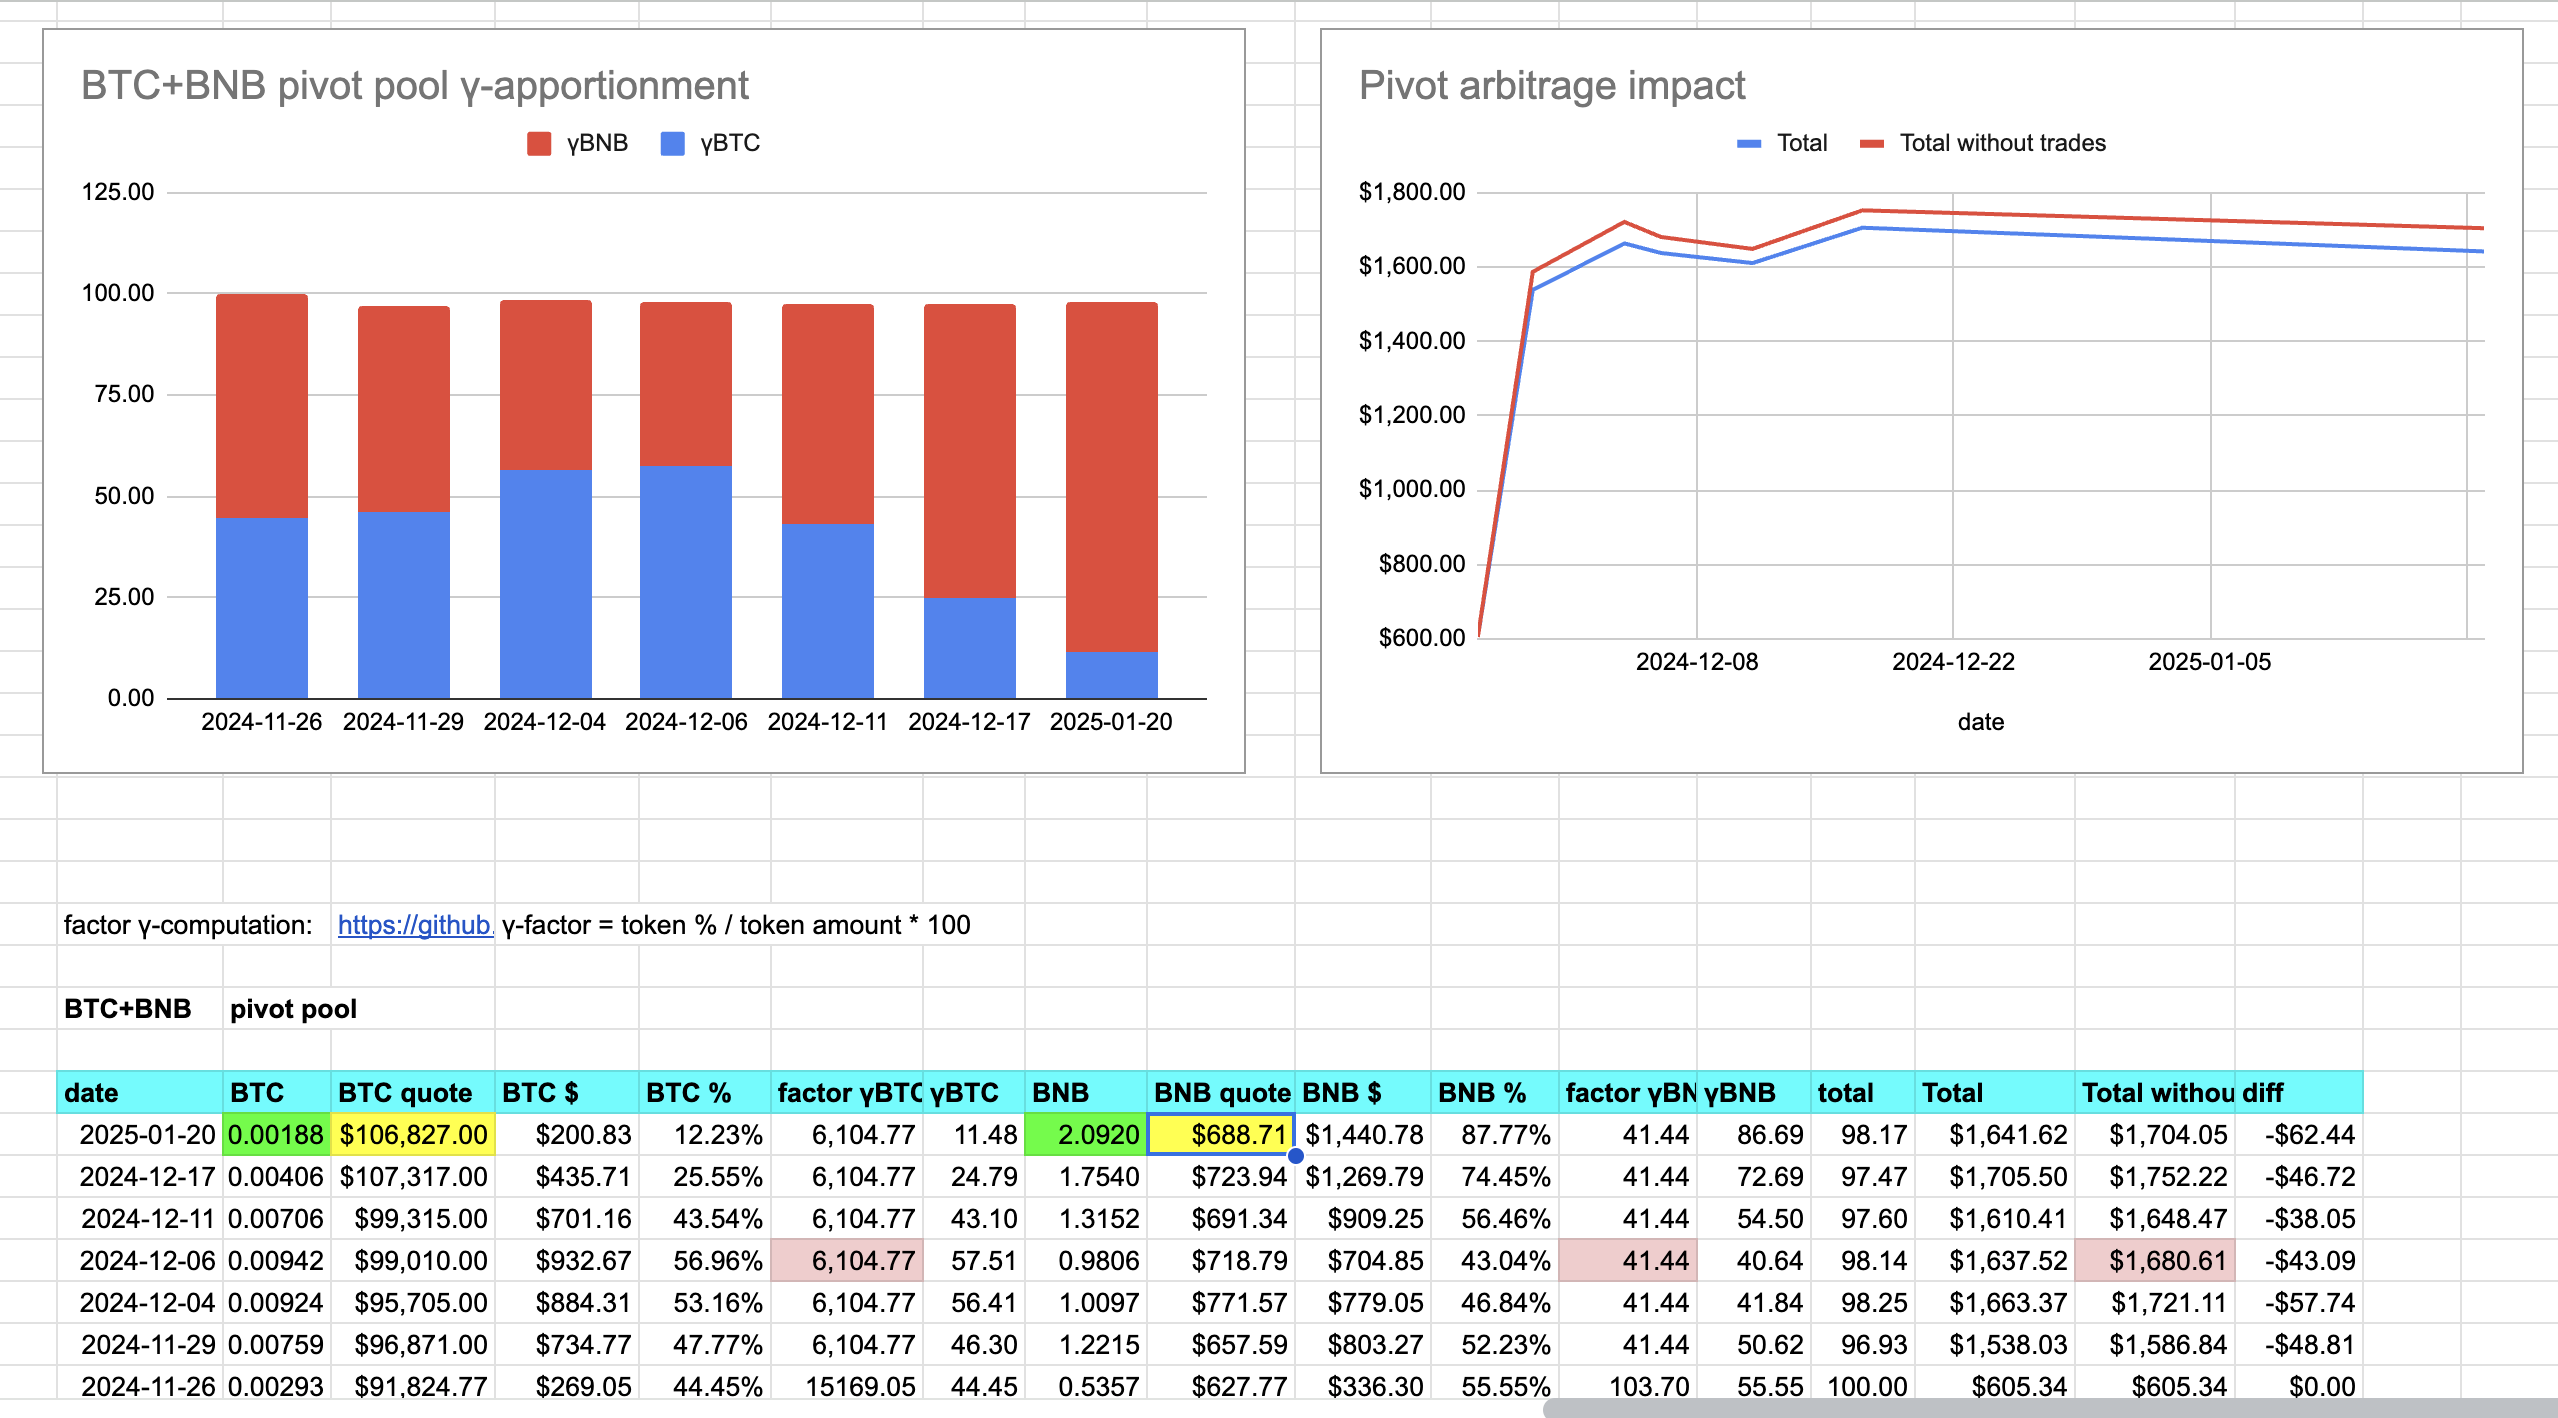 BTC+BNB pivot pool γ-apportionment
γBNB γBTC
125.00
100.00
75.00
50.00
25.00
0.00
2024-11-26 2024-11-29 2024-12-04 2024-12-06 2024-12-11 2024-12-17 2025-01-20
Pivot arbitrage impact
Total Total without trades
$1,800.00
$1,600.00
$1,400.00
$1,200.00
$1,000.00
$800.00
$600.00
2024-12-08 2024-12-22 2025-01-05
date
factor γ-computation: https://github. γ-factor = token % / token amount * 100
BTC+BNB pivot pool
date BTC BTC quote BTC $ BTC % factor γBTC γBTC BNB BNB quote BNB $ BNB % factor γBN γBNB total Total Total withou diff
2025-01-20 0.00188 $106,827.00 $200.83 12.23% 6,104.77 11.48 2.0920 $688.71 $1,440.78 87.77% 41.44 86.69 98.17 $1,641.62 $1,704.05 -$62.44
2024-12-17 0.00406 $107,317.00 $435.71 25.55% 6,104.77 24.79 1.7540 $723.94 $1,269.79 74.45% 41.44 72.69 97.47 $1,705.50 $1,752.22 -$46.72
2024-12-11 0.00706 $99,315.00 $701.16 43.54% 6,104.77 43.10 1.3152 $691.34 $909.25 56.46% 41.44 54.50 97.60 $1,610.41 $1,648.47 -$38.05
2024-12-06 0.00942 $99,010.00 $932.67 56.96% 6,104.77 57.51 0.9806 $718.79 $704.85 43.04% 41.44 40.64 98.14 $1,637.52 $1,680.61 -$43.09
2024-12-04 0.00924 $95,705.00 $884.31 53.16% 6,104.77 56.41 1.0097 $771.57 $779.05 46.84% 41.44 41.84 98.25 $1,663.37 $1,721.11 -$57.74
2024-11-29 0.00759 $96,871.00 $734.77 47.77% 6,104.77 46.30 1.2215 $657.59 $803.27 52.23% 41.44 50.62 96.93 $1,538.03 $1,586.84 -$48.81
2024-11-26 0.00293 $91,824.77 $269.05 44.45% 15169.05 44.45 0.5357 $627.77 $336.30 55.55% 103.70 55.55 100.00 $605.34 $605.34 $0.00